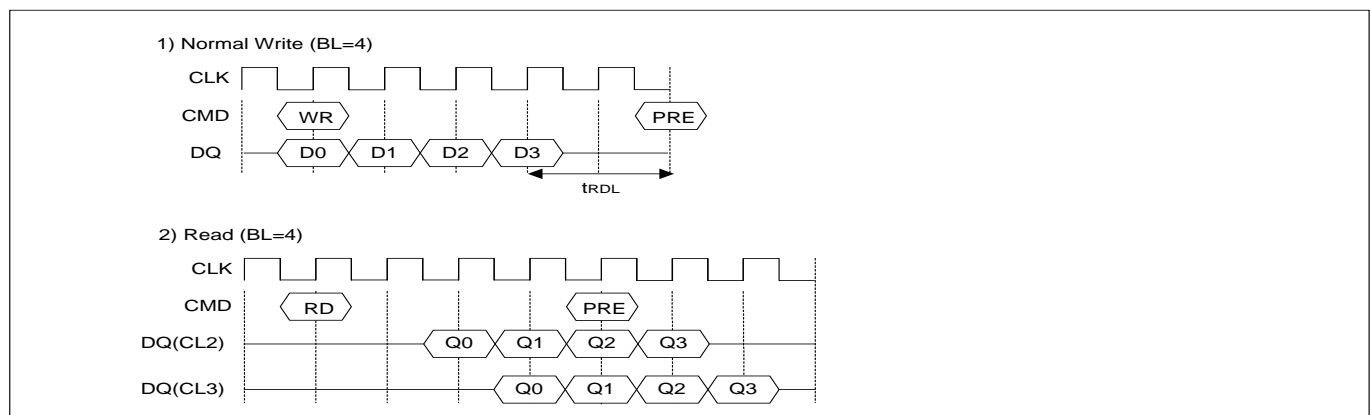 1) Normal Write (BL=4)
CLK
CMD WR PRE
DQ D0 D1 D2 D3
tRDL
2) Read (BL=4)
CLK
CMD RD PRE
DQ(CL2) Q0 Q1 Q2 Q3
DQ(CL3) Q0 Q1 Q2 Q3